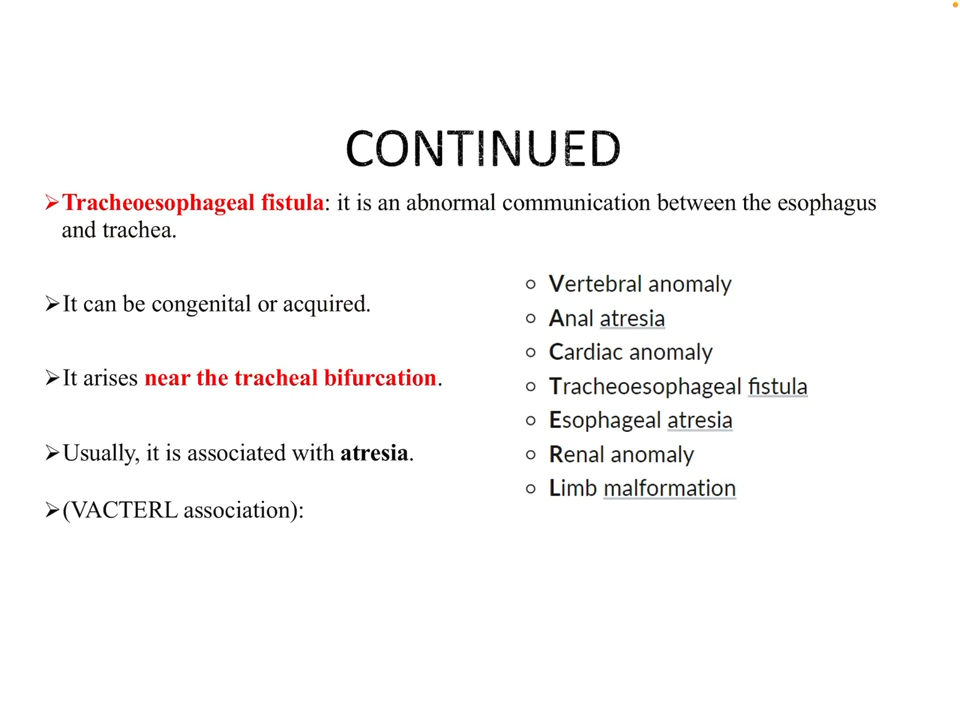 CONTINUED
➢Tracheoesophageal fistula: it is an abnormal communication between the esophagus
and trachea.
➢It can be congenital or acquired.
➢It arises near the tracheal bifurcation.
➢Usually, it is associated with atresia.
➢(VACTERL association):
○ Vertebral anomaly
○ Anal atresia
○ Cardiac anomaly
○ Tracheoesophageal fistula
○ Esophageal atresia
○ Renal anomaly
○ Limb malformation